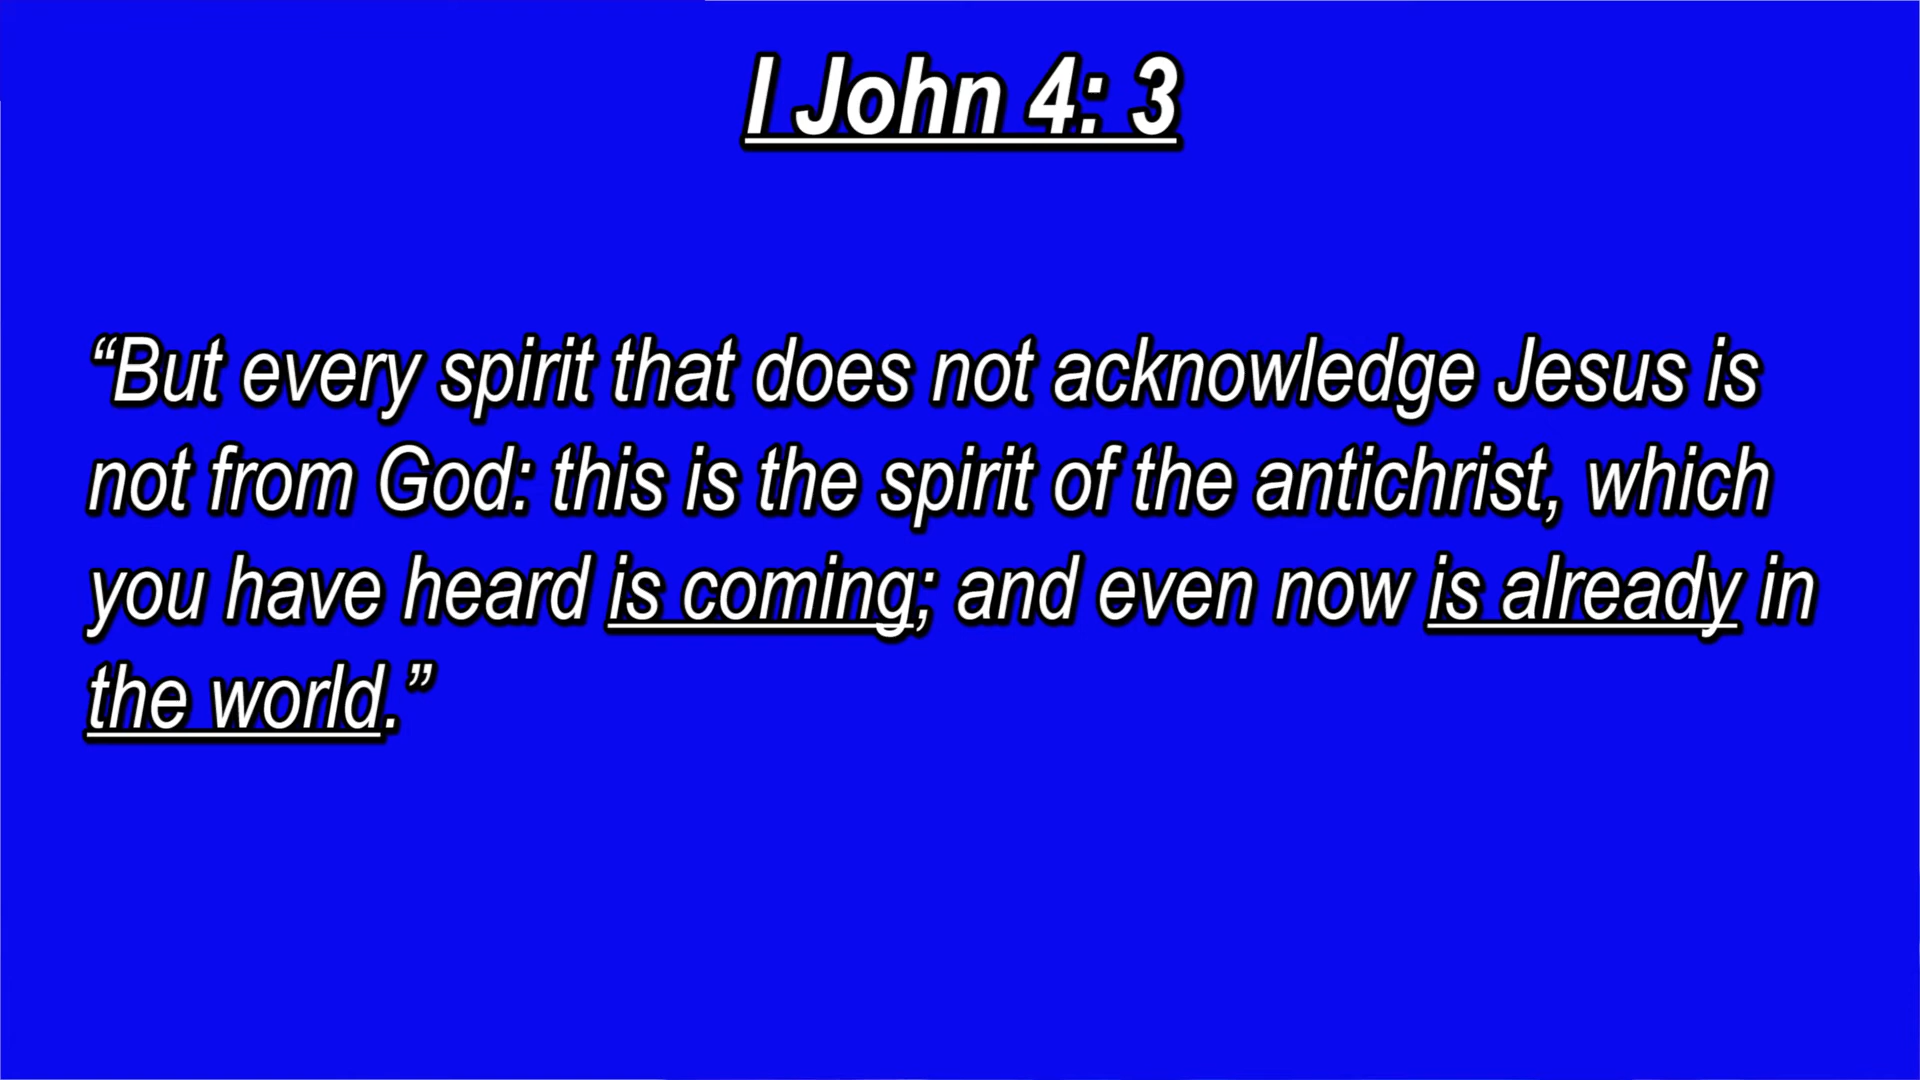 I John 4: 3
“But every spirit that does not acknowledge Jesus is
not from God: this is the spirit of the antichrist, which
you have heard is coming; and even now is already in
the world.”